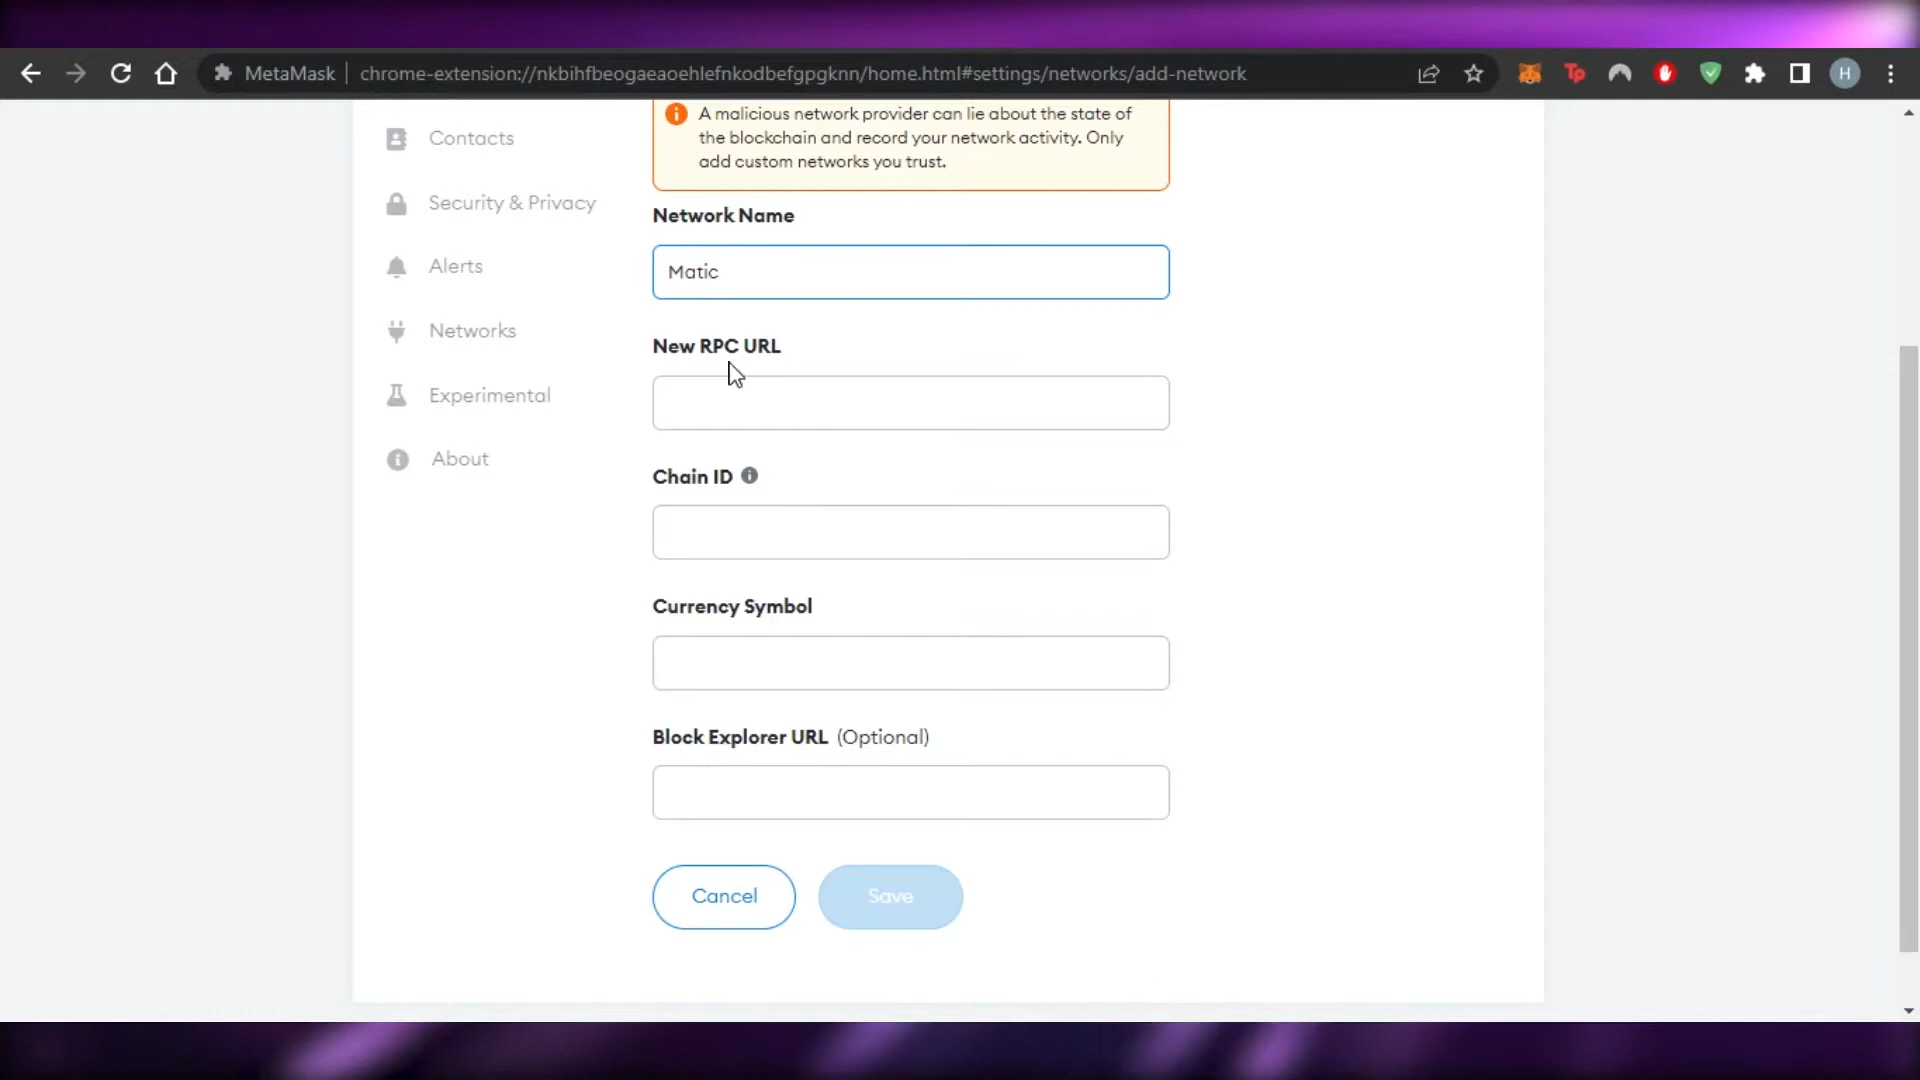 MetaMask
chrome-extension://nkbihfbeogaeaoehlefnkodbefgpgknn/home.html#settings/networks/add-network
Tp
H
A malicious network provider can lie about the state of
the blockchain and record your network activity. Only
add custom networks you trust.
Contacts
Security & Privacy
Alerts
Networks
Experimental
About
Network Name
Matic
New RPC URL
Chain ID
Currency Symbol
Block Explorer URL (Optional)
Cancel
Save